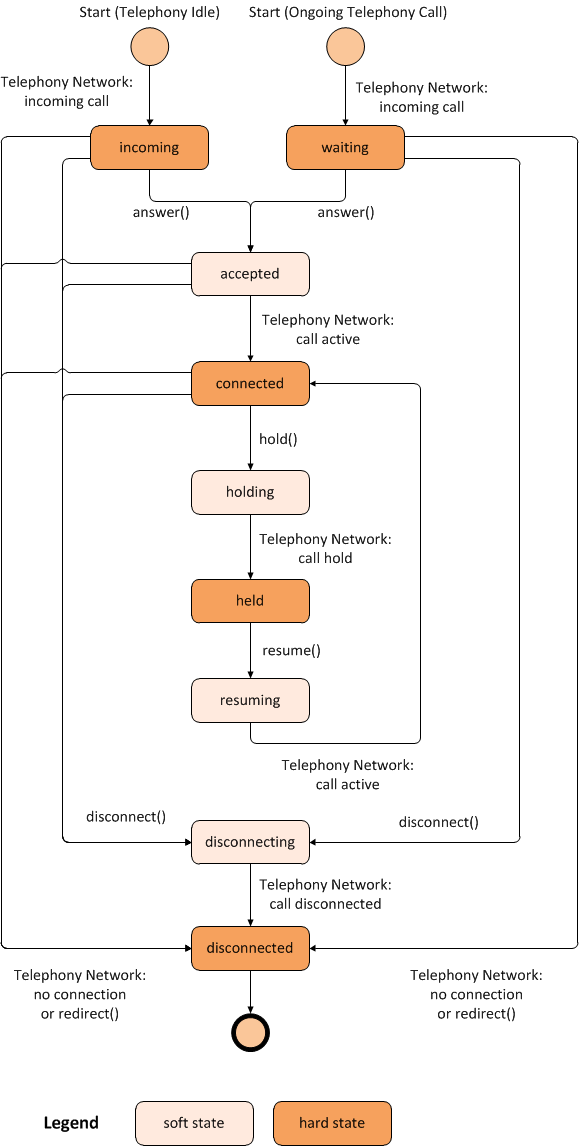 Start (Telephony Idle)
Start (Ongoing Telephony Call)
Telephony Network:
incoming call
Telephony Network:
incoming call
incoming
waiting
answer()
answer()
accepted
Telephony Network:
call active
connected
hold()
holding
Telephony Network:
call hold
held
resume()
resuming
Telephony Network:
call active
disconnect()
disconnect()
disconnecting
Telephony Network:
call disconnected
disconnected
Telephony Network:
no connection
or redirect()
Telephony Network:
no connection
or redirect()
Legend
soft state
hard state